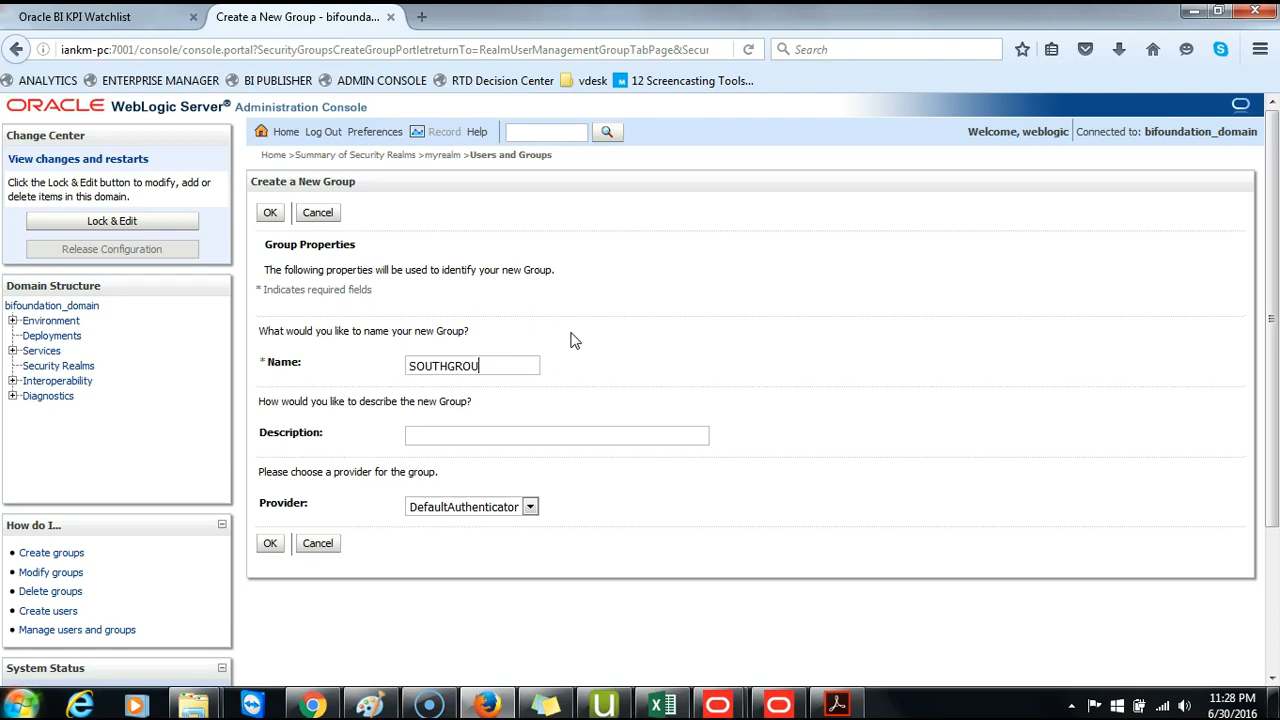 Oracle BI KPI Watchlist
Create a New Group - bifounda...
iankm-pc:7001/console/console.portal?SecurityGroupsCreateGroupPortletreturnTo=RealmUserManagementGroupTabPage&Secur
Search
ANALYTICS ENTERPRISE MANAGER BI PUBLISHER ADMIN CONSOLE RTD Decision Center vdesk 12 Screencasting Tools...
ORACLE WebLogic Server® Administration Console
Change Center
View changes and restarts
Click the Lock & Edit button to modify, add or
delete items in this domain.
Lock & Edit
Release Configuration
Domain Structure
bifoundation_domain
Environment
Deployments
Services
Security Realms
Interoperability
Diagnostics
How do I...
Create groups
Modify groups
Delete groups
Create users
Manage users and groups
System Status
Home Log Out Preferences Record Help
Welcome, weblogic Connected to: bifoundation_domain
Home >Summary of Security Realms >myrealm >Users and Groups
Create a New Group
OK Cancel
Group Properties
The following properties will be used to identify your new Group.
* Indicates required fields
What would you like to name your new Group?
* Name: SOUTHGROU
How would you like to describe the new Group?
Description:
Please choose a provider for the group.
Provider: DefaultAuthenticator
OK Cancel
11:28 PM
6/30/2016